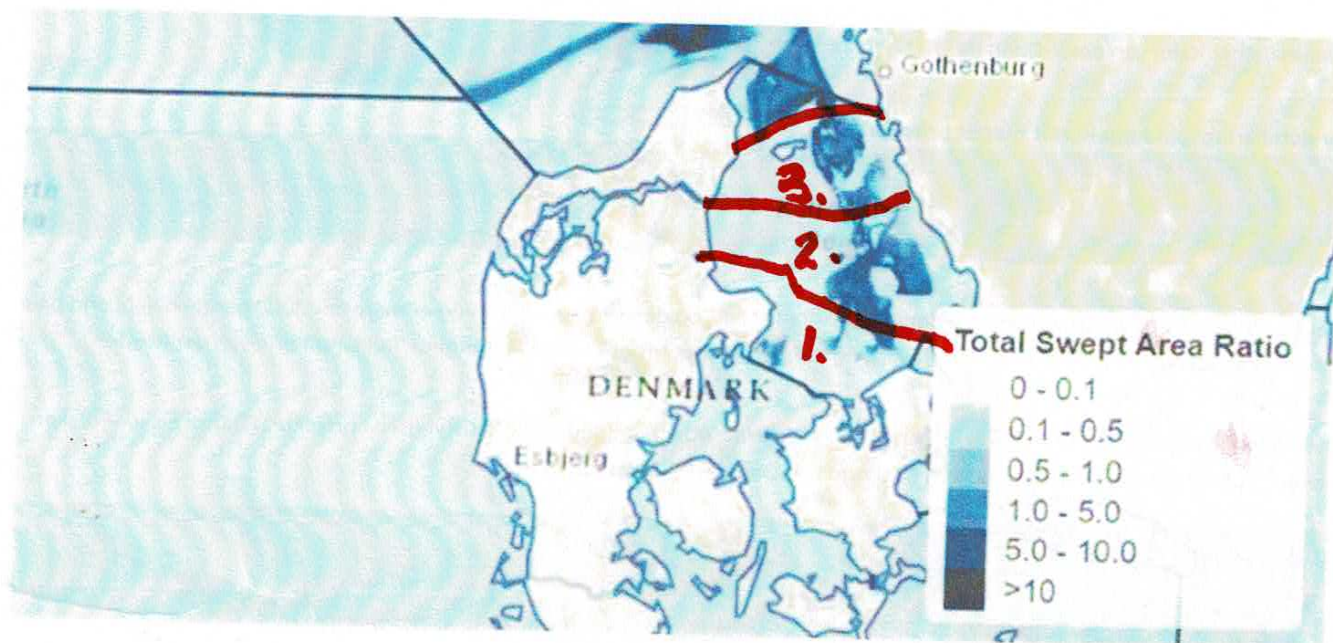 Gothenburg
3.
2.
1.
DENMARK
Esbjerg
Total Swept Area Ratio
0 - 0.1
0.1 - 0.5
0.5 - 1.0
1.0 - 5.0
5.0 - 10.0
>10